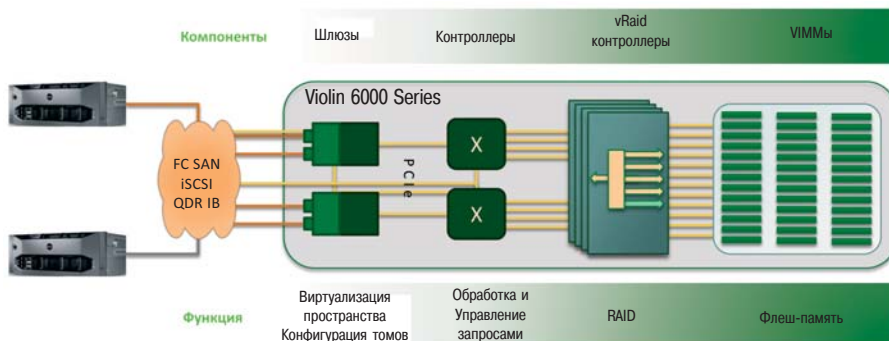 Компоненты
Шлюзы
Контроллеры
vRaid
контроллеры
VIMMы
Violin 6000 Series
FC SAN
iSCSI
QDR IB
PCIe
X
X
Функция
Виртуализация
пространства
Конфигурация томов
Обработка и
Управление
запросами
RAID
Флеш-память